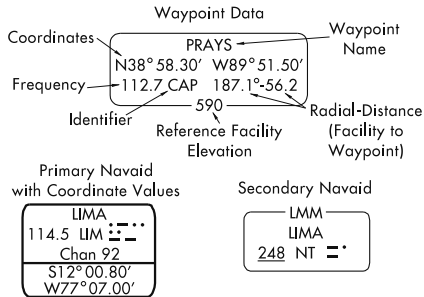 Waypoint Data
Coordinates
Waypoint
Name
PRAYS
N38°58.30′ W89°51.50′
Frequency
112.7 CAP 187.1°-56.2
590
Identifier
Reference Facility
Elevation
Radial-Distance
(Facility to
Waypoint)
Primary Navaid
with Coordinate Values
LIMA
114.5 LIM
Chan 92
S12°00.80′
W77°07.00′
Secondary Navaid
LMM
LIMA
248 NT